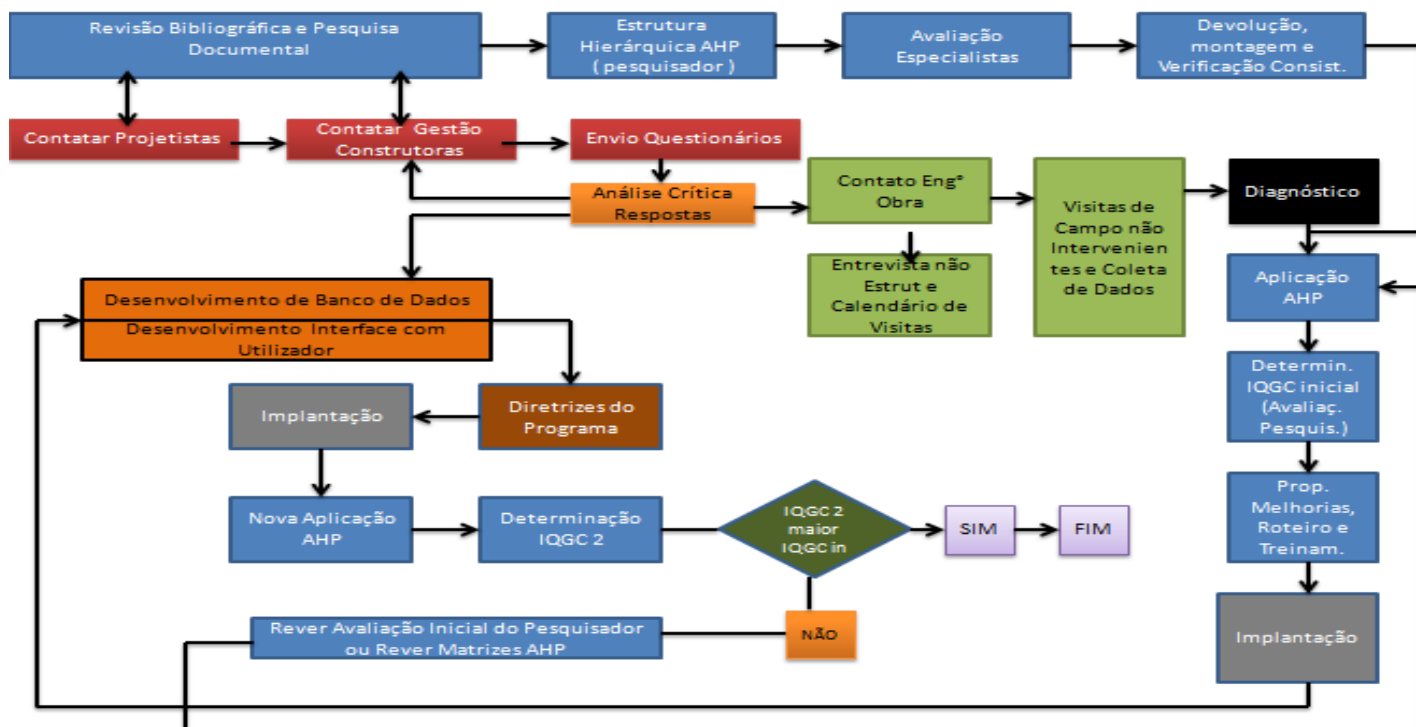 Revisão Bibliográfica e Pesquisa
Documental
Estrutura
Hierárquica AHP
( pesquisador )
Avaliação
Especialistas
Devolução,
montagem e
Verificação Consist.
Contatar Projetistas
Contatar Gestão
Construtoras
Envio Questionários
Análise Crítica
Respostas
Contato Eng°
Obra
Visitas de
Campo não
Intervenien
tes e Coleta
de Dados
Diagnóstico
Entrevista não
Estrut e
Calendário de
Visitas
Aplicação
AHP
Desenvolvimento de Banco de Dados
Desenvolvimento Interface com
Utilizador
Determin.
IQGC inicial
(Avaliaç.
Pesquis.)
Implantação
Diretrizes do
Programa
Nova Aplicação
AHP
Determinação
IQGC 2
IQGC 2
maior
IQGC in
SIM
FIM
Prop.
Melhorias,
Roteiro e
Treinam.
NÃO
Rever Avaliação Inicial do Pesquisador
ou Rever Matrizes AHP
Implantação